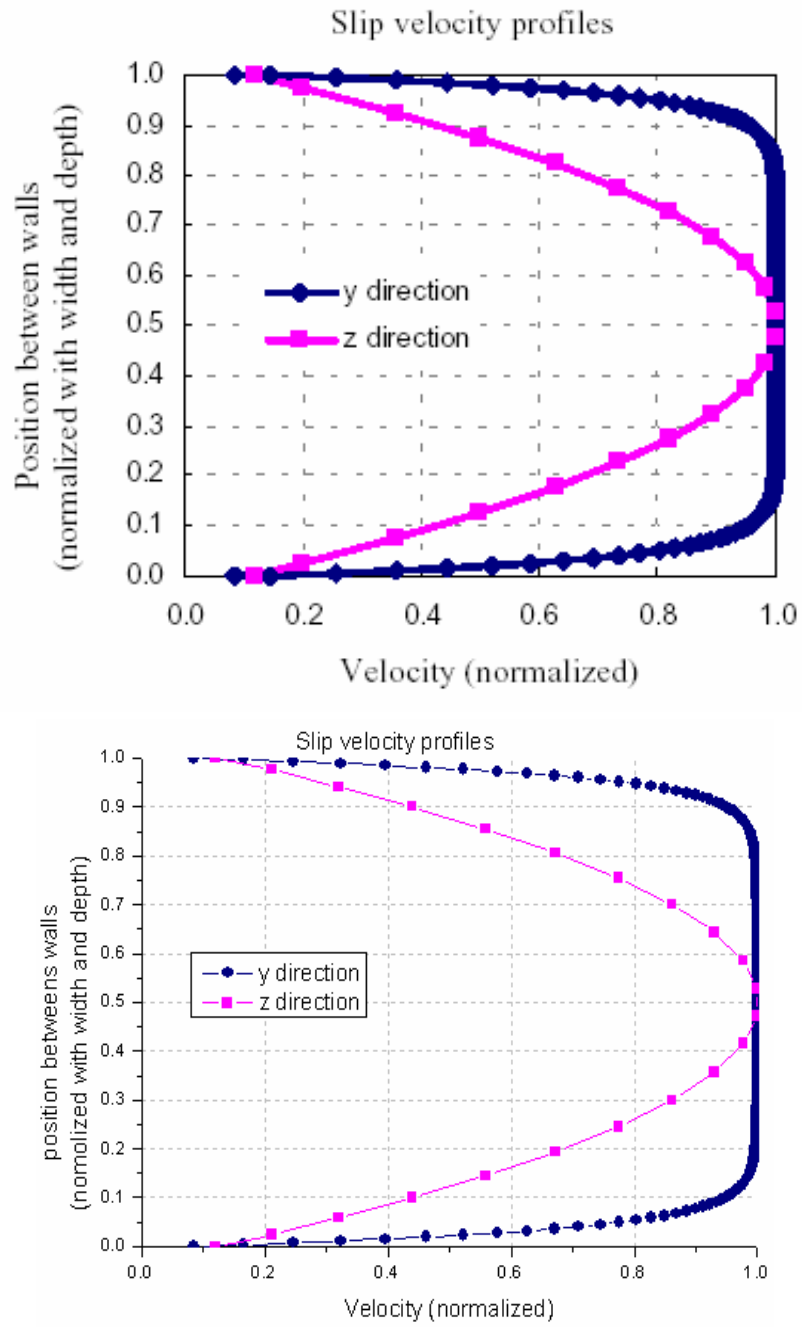 Slip velocity profiles
1.0
0.9
0.8
0.7
0.6
0.5
0.4
0.3
0.2
0.1
0.0
Position between walls
(normalized with width and depth)
y direction
z direction
0.0
0.2
0.4
0.6
0.8
1.0
Velocity (normalized)
Slip velocity profiles
1.0
0.9
0.8
0.7
0.6
0.5
0.4
0.3
0.2
0.1
0.0
position betweens walls
(nomolized with width and depth)
y direction
z direction
0.0
0.2
0.4
0.6
0.8
1.0
Velocity (normalized)